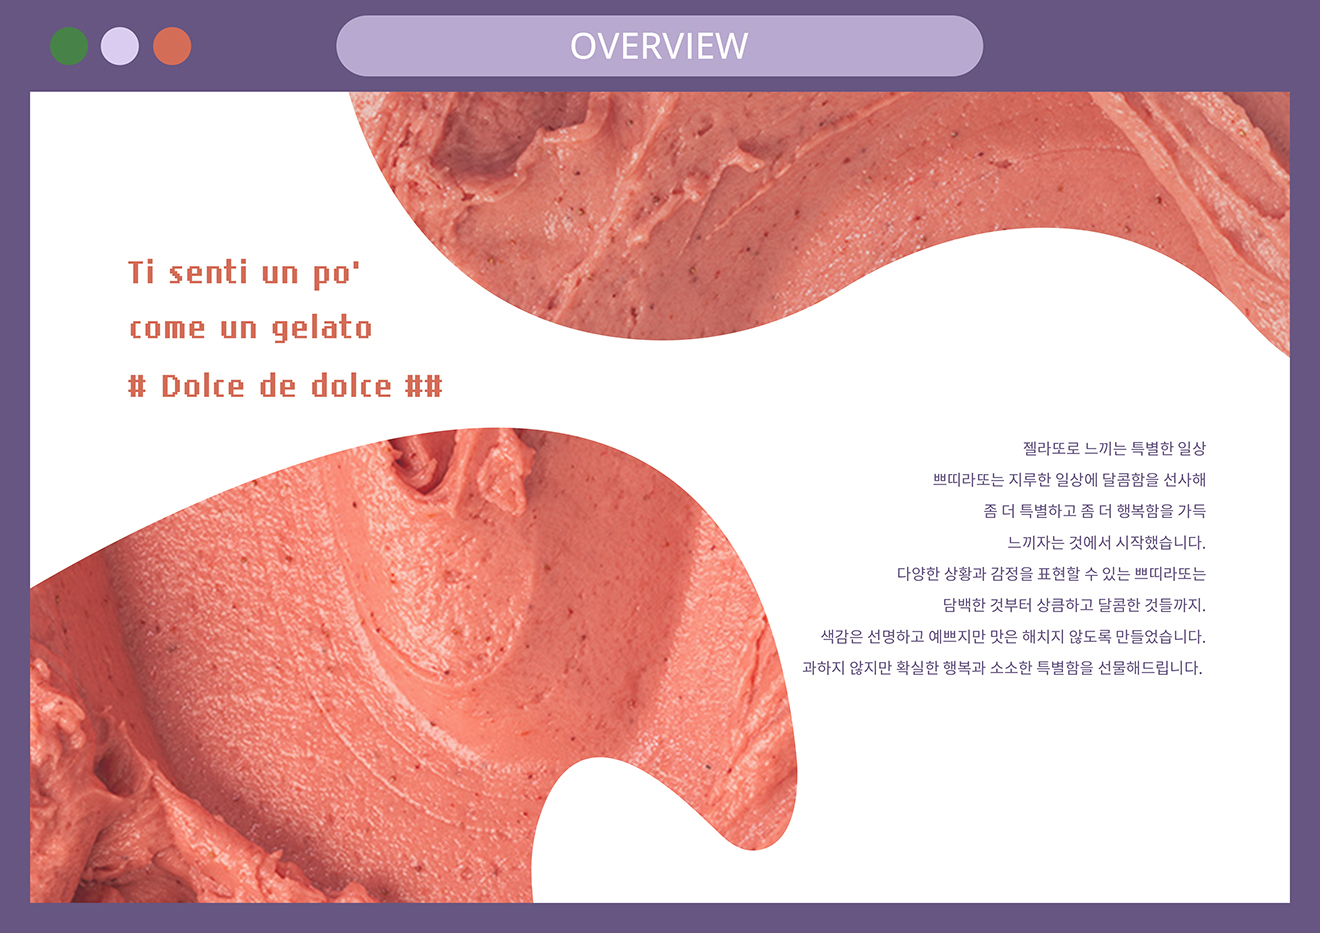 OVERVIEW
Ti senti un po'
come un gelato
# Dolce de dolce ##
젤라또로 느끼는 특별한 일상
쁘띠라또는 지루한 일상에 달콤함을 선사해
좀 더 특별하고 좀 더 행복함을 가득
느끼자는 것에서 시작했습니다.
다양한 상황과 감정을 표현할 수 있는 쁘띠라또는
담백한 것부터 상큼하고 달콤한 것들까지.
색감은 선명하고 예쁘지만 맛은 해치지 않도록 만들었습니다.
과하지 않지만 확실한 행복과 소소한 특별함을 선물해드립니다.